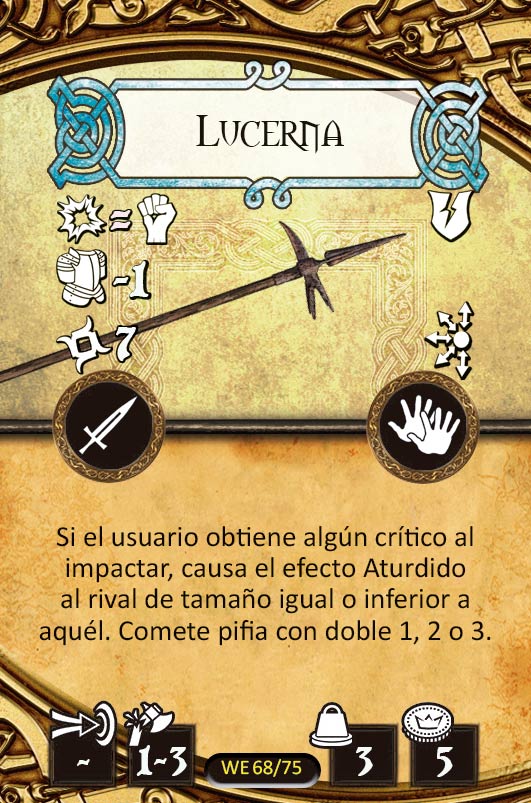 Lucerna
=
-1
7
Si el usuario obtiene algún crítico al
impactar, causa el efecto Aturdido
al rival de tamaño igual o inferior a
aquél. Comete pifia con doble 1, 2 o 3.
- 1-3 WE 68/75 3 5